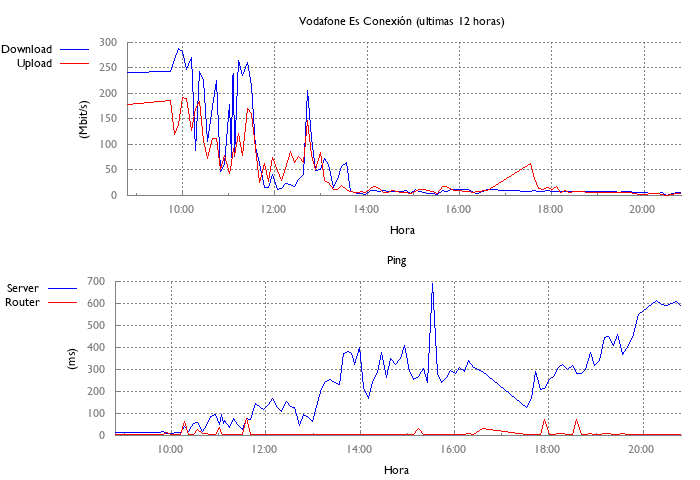 Vodafone Es Conexión (ultimas 12 horas)
Download
Upload
300
250
200
150
100
50
0
(Mbit/s)
10:00 12:00 14:00 16:00 18:00 20:00
Hora
Ping
Server
Router
700
600
500
400
300
200
100
0
(ms)
10:00 12:00 14:00 16:00 18:00 20:00
Hora